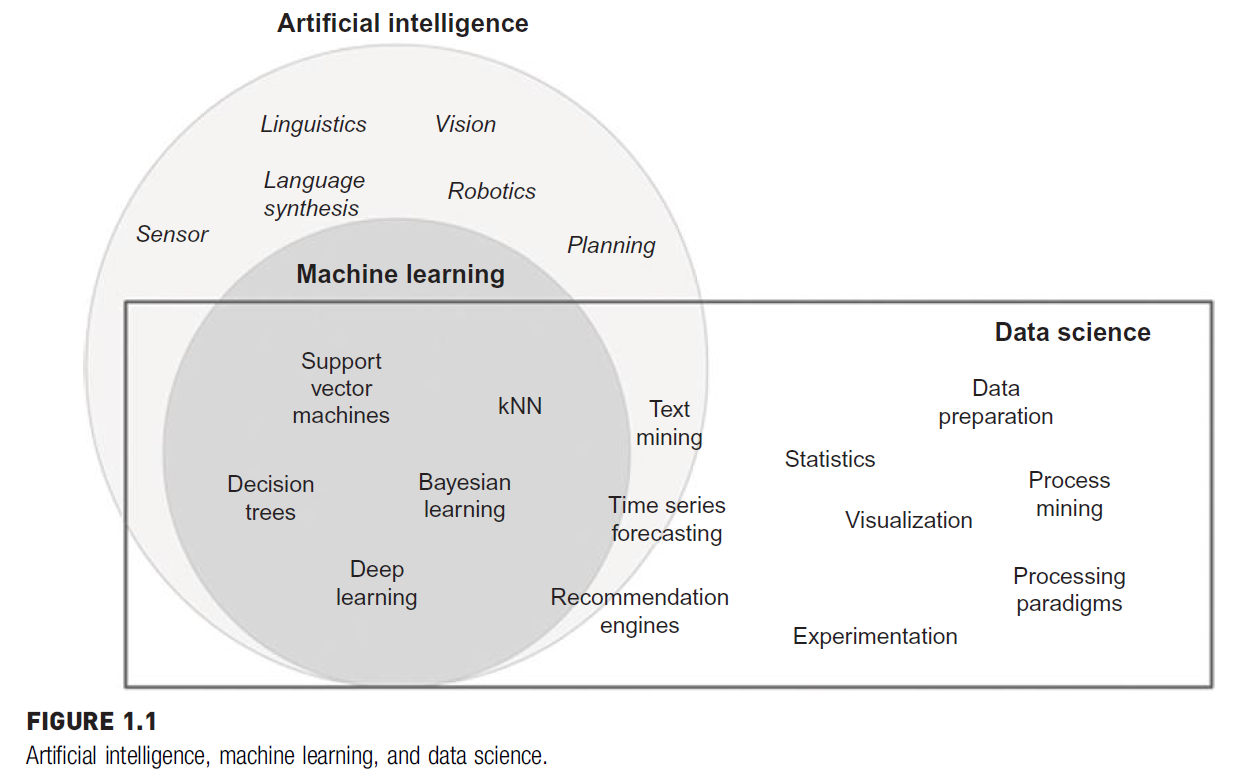 Artificial intelligence
Linguistics
Vision
Language
synthesis
Robotics
Sensor
Planning
Machine learning
Data science
Support
vector
machines
kNN
Text
mining
Data
preparation
Statistics
Decision
trees
Bayesian
learning
Time series
forecasting
Visualization
Process
mining
Deep
learning
Recommendation
engines
Processing
paradigms
Experimentation
FIGURE 1.1
Artificial intelligence, machine learning, and data science.